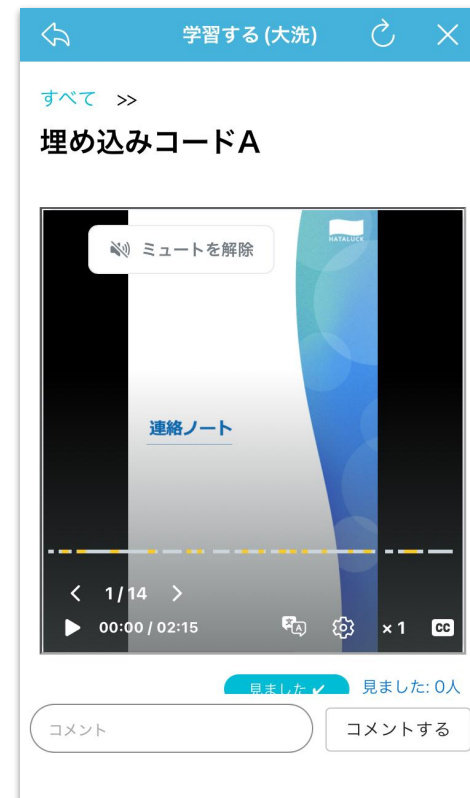 学習する (大洗)
すべて >>
埋め込みコードA
ミュートを解除
HATALUCK
連絡ノート
1 / 14
00:00 / 02:15
× 1
CC
見ました ✔
見ました: 0人
コメント
コメントする